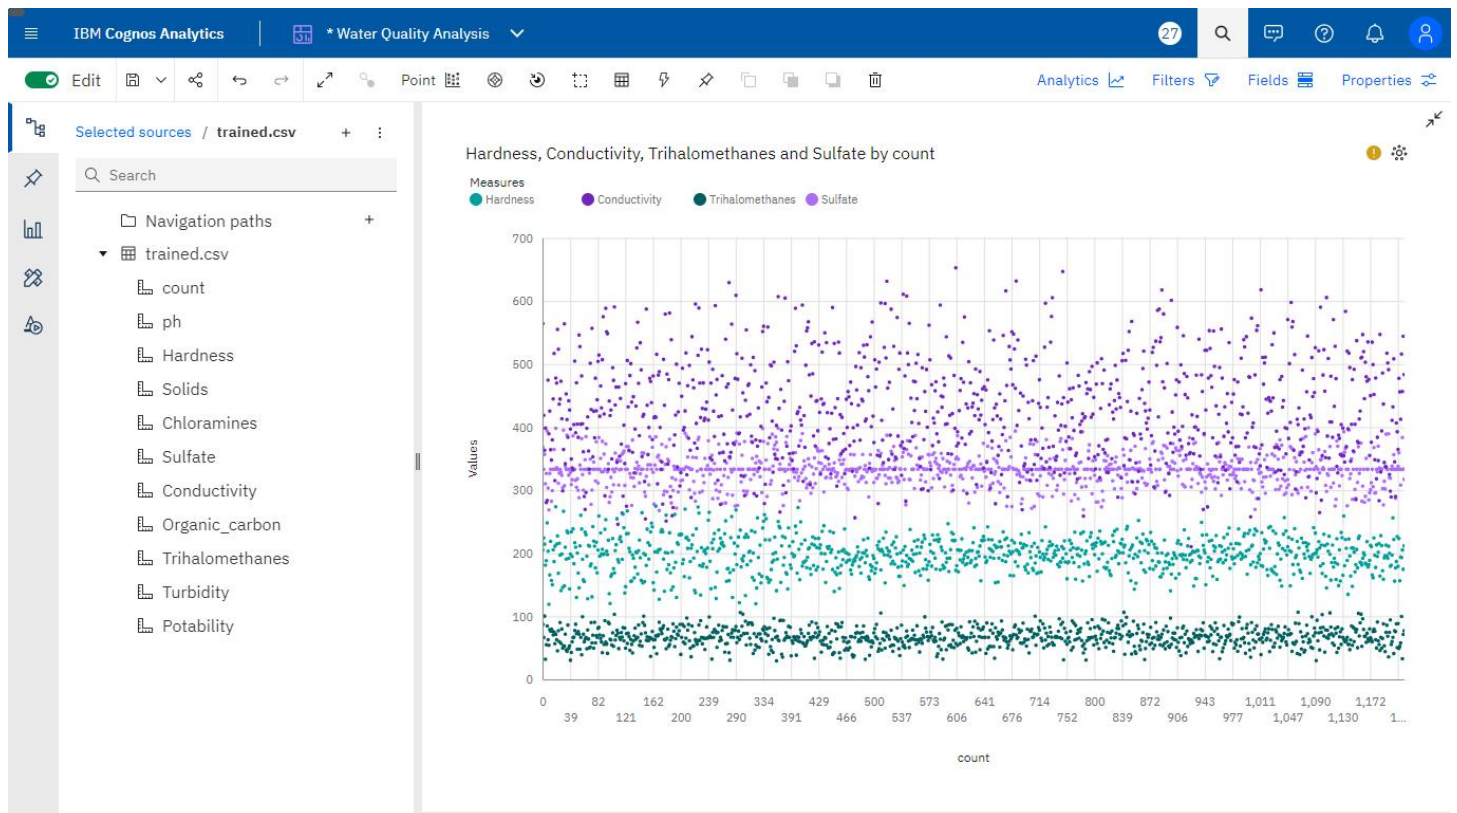 IBM Cognos Analytics
* Water Quality Analysis
27
Edit
Point
Analytics
Filters
Fields
Properties
Selected sources / trained.csv
Search
Navigation paths
trained.csv
count
ph
Hardness
Solids
Chloramines
Sulfate
Conductivity
Organic_carbon
Trihalomethanes
Turbidity
Potability
Hardness, Conductivity, Trihalomethanes and Sulfate by count
Measures
Hardness Conductivity Trihalomethanes Sulfate
700
600
500
400
300
200
100
0
Values
0 82 162 239 334 429 500 573 641 714 800 872 943 1,011 1,090 1,172
39 121 200 290 391 466 537 606 676 752 839 906 977 1,047 1,130 1...
count